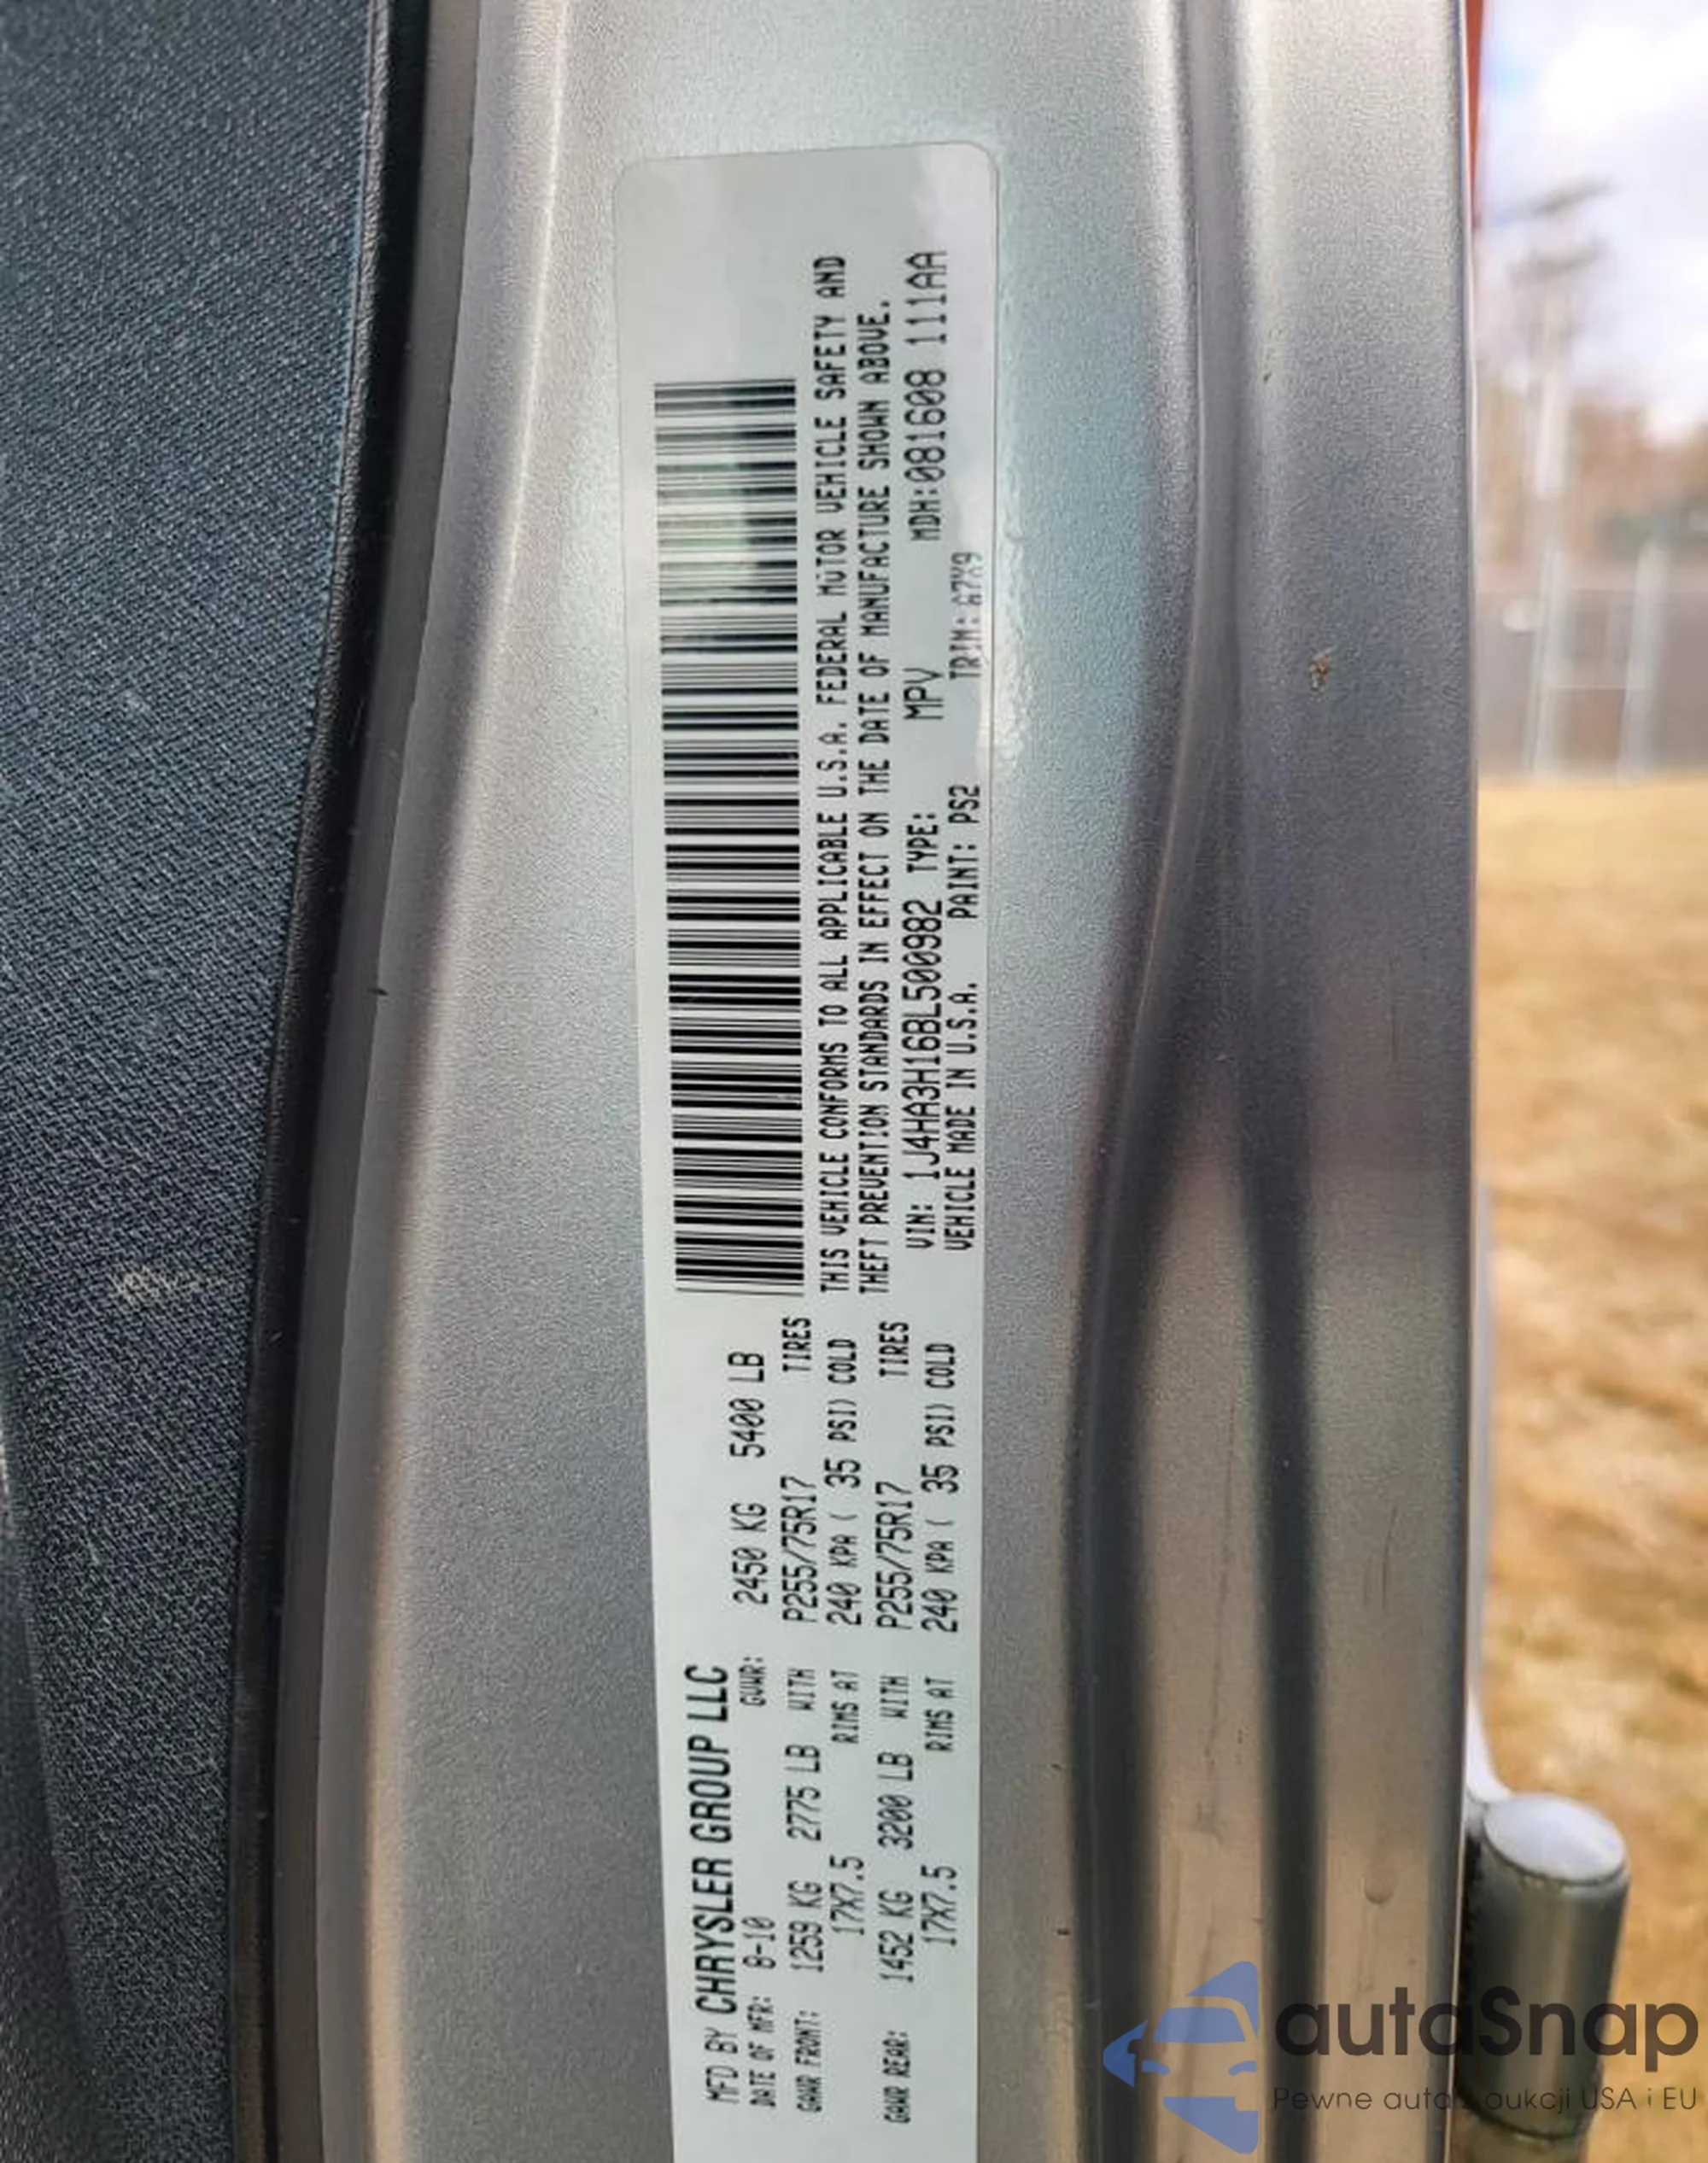 MFD BY CHRYSLER GROUP LLC
DATE OF MFR: 8-10 GVWR: 2450 KG 5400 LB
GAWR FRONT: 1259 KG 2775 LB WITH P255/75R17 TIRES
17X7.5 RIMS AT 240 KPA ( 35 PSI) COLD
GAWR REAR: 1452 KG 3200 LB WITH P255/75R17 TIRES
17X7.5 RIMS AT 240 KPA ( 35 PSI) COLD
THIS VEHICLE CONFORMS TO ALL APPLICABLE U.S.A. FEDERAL MOTOR VEHICLE SAFETY AND
THEFT PREVENTION STANDARDS IN EFFECT ON THE DATE OF MANUFACTURE SHOWN ABOVE.
VIN: 1J4HA3H16BL500982 TYPE: MPV MDH:081608 111AA
VEHICLE MADE IN U.S.A. PAINT: PS2 TRIM: A7X9
autaSnap
Pewne auta z aukcji USA i EU